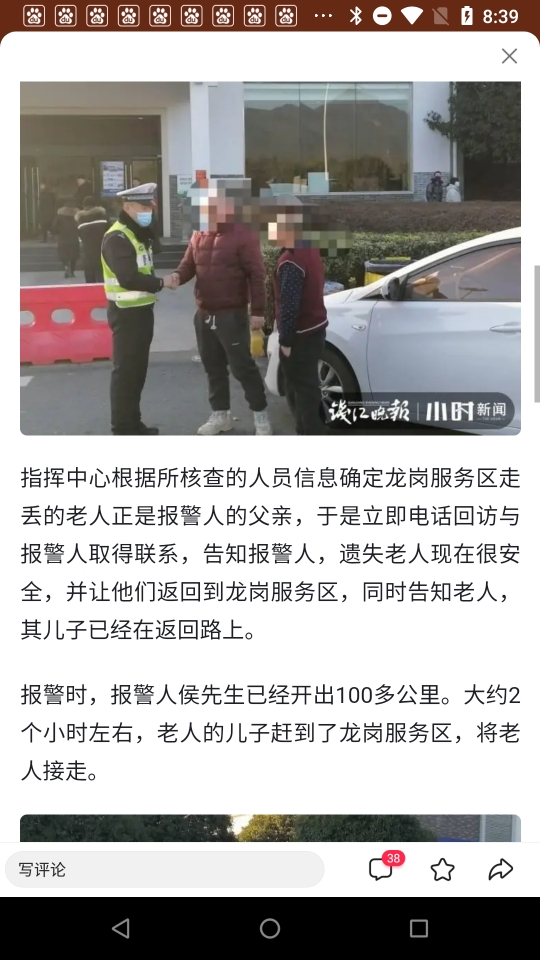 8:39
钱江晚报 | 小时新闻
指挥中心根据所核查的人员信息确定龙岗服务区走
丢的老人正是报警人的父亲，于是立即电话回访与
报警人取得联系，告知报警人，遗失老人现在很安
全，并让他们返回到龙岗服务区，同时告知老人，
其儿子已经在返回路上。
报警时，报警人侯先生已经开出100多公里。大约2
个小时左右，老人的儿子赶到了龙岗服务区，将老
人接走。
写评论
38